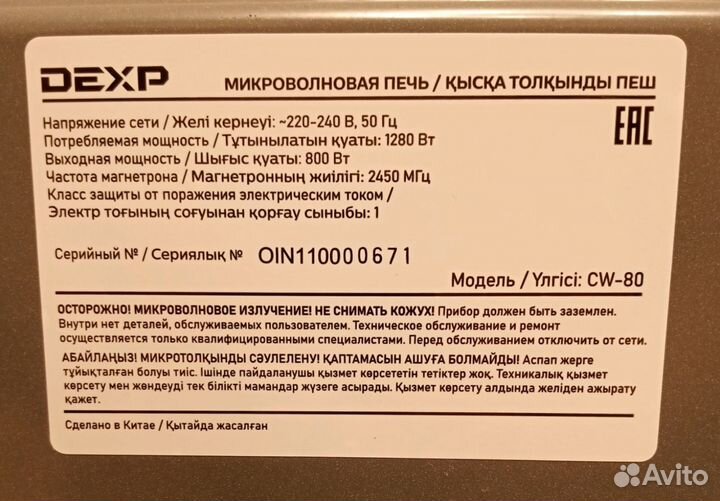 DEXP
МИКРОВОЛНОВАЯ ПЕЧЬ / ҚЫСҚА ТОЛҚЫНДЫ ПЕШ
Напряжение сети / Желі кернеуі: ~220-240 В, 50 Гц
Потребляемая мощность / Тұтынылатын қуаты: 1280 Вт
Выходная мощность / Шығыс қуаты: 800 Вт
Частота магнетрона / Магнетронның жиілігі: 2450 МГц
Класс защиты от поражения электрическим током /
Электр тоғының соғуынан қорғау сыныбы: 1
EAC
Серийный № / Сериялық № OIN110000671
Модель / Үлгісі: CW-80
ОСТОРОЖНО! МИКРОВОЛНОВОЕ ИЗЛУЧЕНИЕ! НЕ СНИМАТЬ КОЖУХ! Прибор должен быть заземлен.
Внутри нет деталей, обслуживаемых пользователем. Техническое обслуживание и ремонт
осуществляется только квалифицированными специалистами. Перед обслуживанием отключить от сети.
АБАЙЛАҢЫЗ! МИКРОТОЛҚЫНДЫ СӘУЛЕЛЕНУ! ҚАПТАМАСЫН АШУҒА БОЛМАЙДЫ! Аспап жерге
тұйықталған болуы тиіс. Ішінде пайдаланушы қызмет көрсететін тетіктер жоқ. Техникалық қызмет
көрсету мен жөндеуді тек білікті мамандар жүзеге асырады. Қызмет көрсету алдында желіден ажырату
қажет.
Сделано в Китае / Қытайда жасалған
Avito